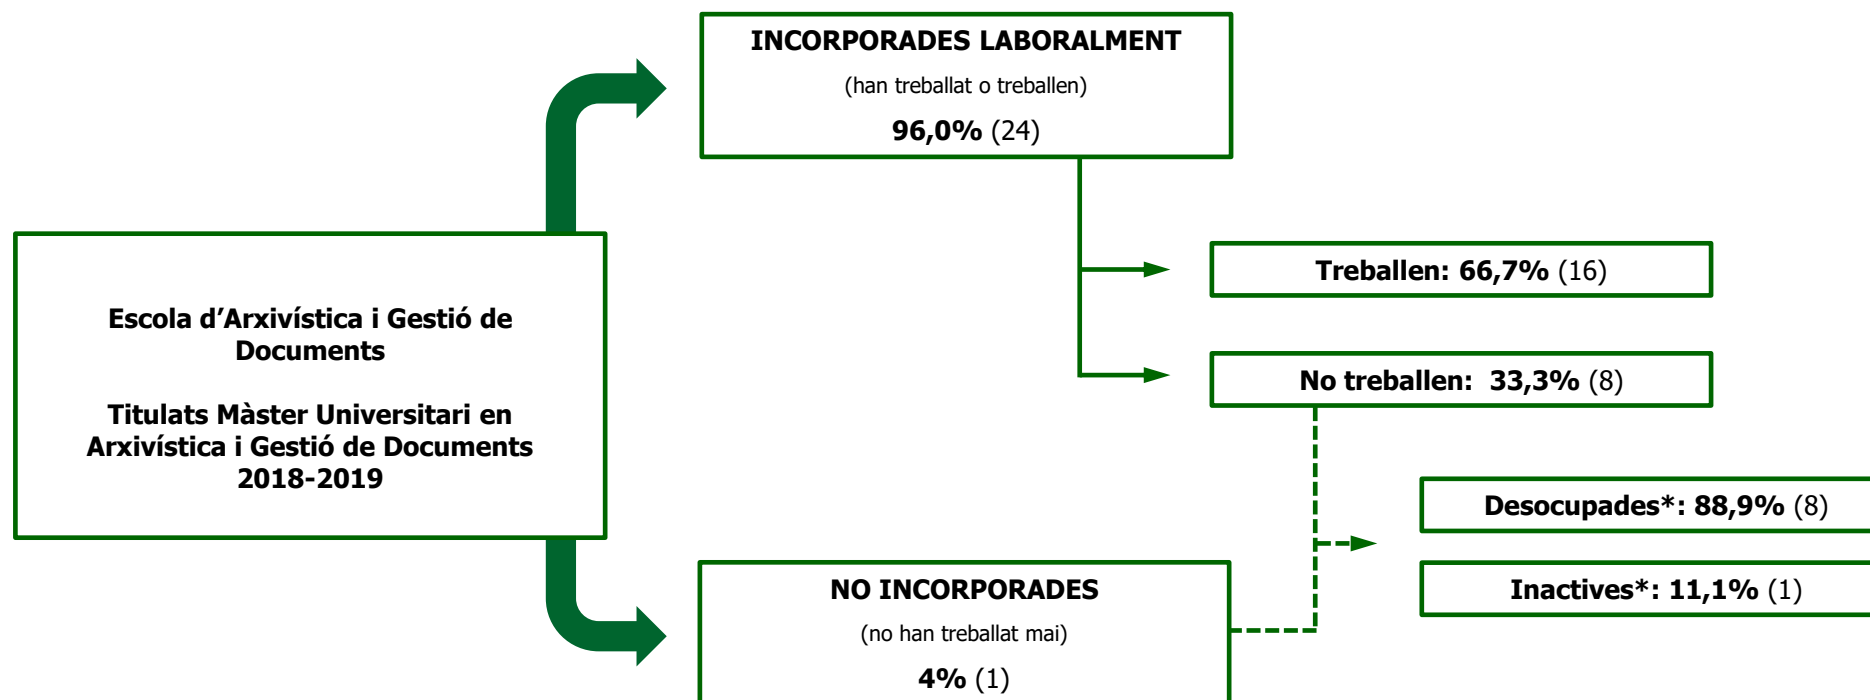 INCORPORADES LABORALMENT
(han treballat o treballen)
96,0% (24)
Treballen: 66,7% (16)
No treballen: 33,3% (8)
Escola d’Arxivística i Gestió de
Documents
Titulats Màster Universitari en
Arxivística i Gestió de Documents
2018-2019
Desocupades*: 88,9% (8)
Inactives*: 11,1% (1)
NO INCORPORADES
(no han treballat mai)
4% (1)